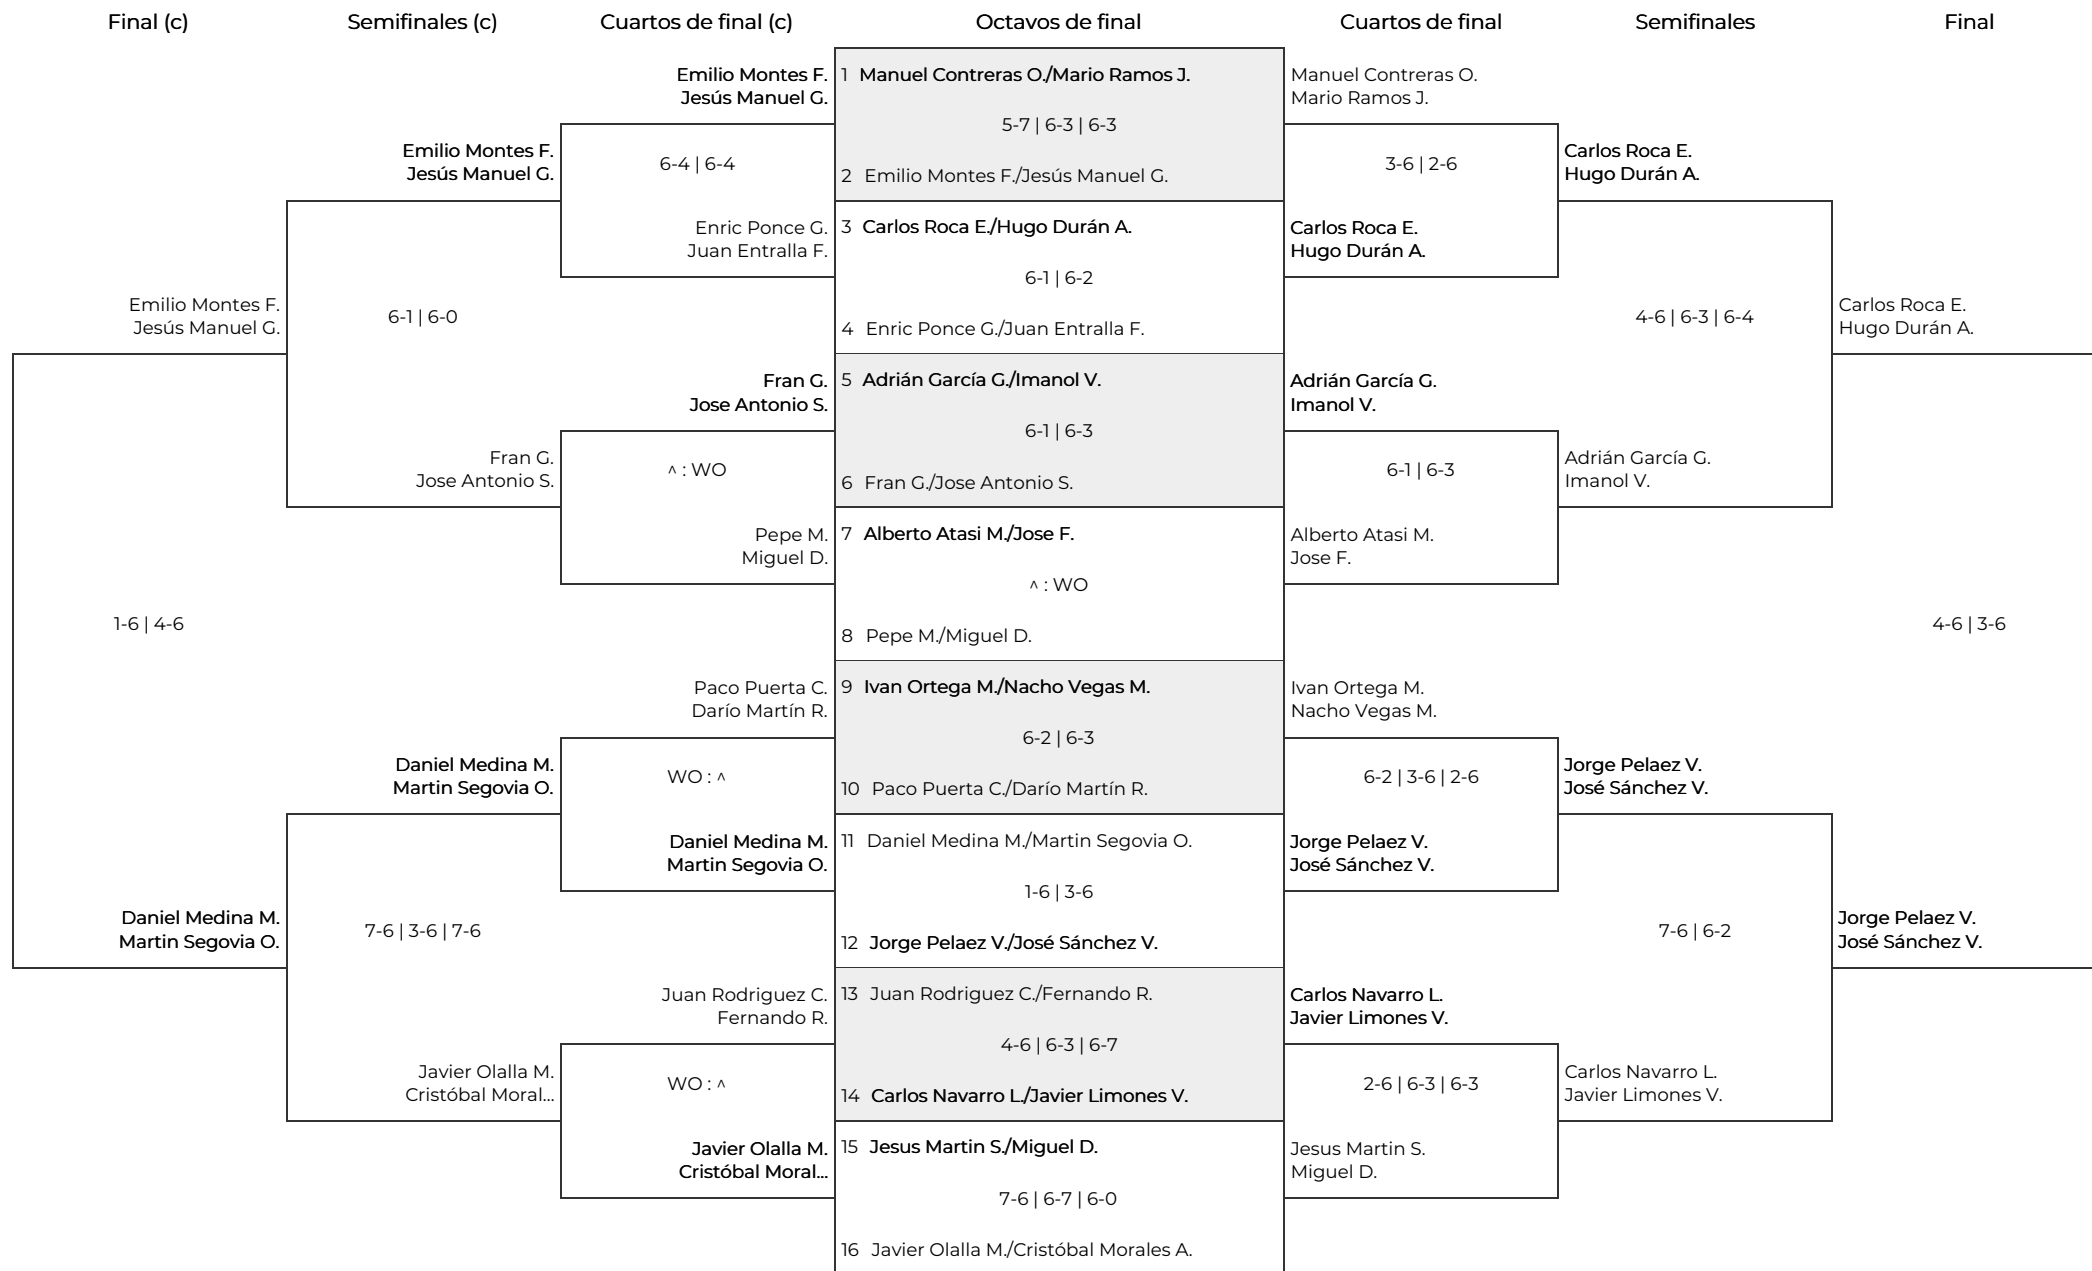 Final (c)
Semifinales (c)
Cuartos de final (c)
Octavos de final
Cuartos de final
Semifinales
Final
Emilio Montes F.
Jesús Manuel G.
6-4 | 6-4
Enric Ponce G.
Juan Entralla F.
Fran G.
Jose Antonio S.
^ : WO
Pepe M.
Miguel D.
Paco Puerta C.
Darío Martín R.
WO : ^
Daniel Medina M.
Martin Segovia O.
Juan Rodriguez C.
Fernando R.
WO : ^
Javier Olalla M.
Cristóbal Moral...
Emilio Montes F.
Jesús Manuel G.
6-1 | 6-0
Fran G.
Jose Antonio S.
Daniel Medina M.
Martin Segovia O.
7-6 | 3-6 | 7-6
Javier Olalla M.
Cristóbal Moral...
Emilio Montes F.
Jesús Manuel G.
1-6 | 4-6
Daniel Medina M.
Martin Segovia O.
1 Manuel Contreras O./Mario Ramos J.
5-7 | 6-3 | 6-3
2 Emilio Montes F./Jesús Manuel G.
3 Carlos Roca E./Hugo Durán A.
6-1 | 6-2
4 Enric Ponce G./Juan Entralla F.
5 Adrián García G./Imanol V.
6-1 | 6-3
6 Fran G./Jose Antonio S.
7 Alberto Atasi M./Jose F.
^ : WO
8 Pepe M./Miguel D.
9 Ivan Ortega M./Nacho Vegas M.
6-2 | 6-3
10 Paco Puerta C./Darío Martín R.
11 Daniel Medina M./Martin Segovia O.
1-6 | 3-6
12 Jorge Pelaez V./José Sánchez V.
13 Juan Rodriguez C./Fernando R.
4-6 | 6-3 | 6-7
14 Carlos Navarro L./Javier Limones V.
15 Jesus Martin S./Miguel D.
7-6 | 6-7 | 6-0
16 Javier Olalla M./Cristóbal Morales A.
Manuel Contreras O.
Mario Ramos J.
3-6 | 2-6
Carlos Roca E.
Hugo Durán A.
Adrián García G.
Imanol V.
6-1 | 6-3
Alberto Atasi M.
Jose F.
Ivan Ortega M.
Nacho Vegas M.
6-2 | 3-6 | 2-6
Jorge Pelaez V.
José Sánchez V.
Carlos Navarro L.
Javier Limones V.
2-6 | 6-3 | 6-3
Jesus Martin S.
Miguel D.
Carlos Roca E.
Hugo Durán A.
4-6 | 6-3 | 6-4
Adrián García G.
Imanol V.
Jorge Pelaez V.
José Sánchez V.
7-6 | 6-2
Carlos Navarro L.
Javier Limones V.
Carlos Roca E.
Hugo Durán A.
4-6 | 3-6
Jorge Pelaez V.
José Sánchez V.